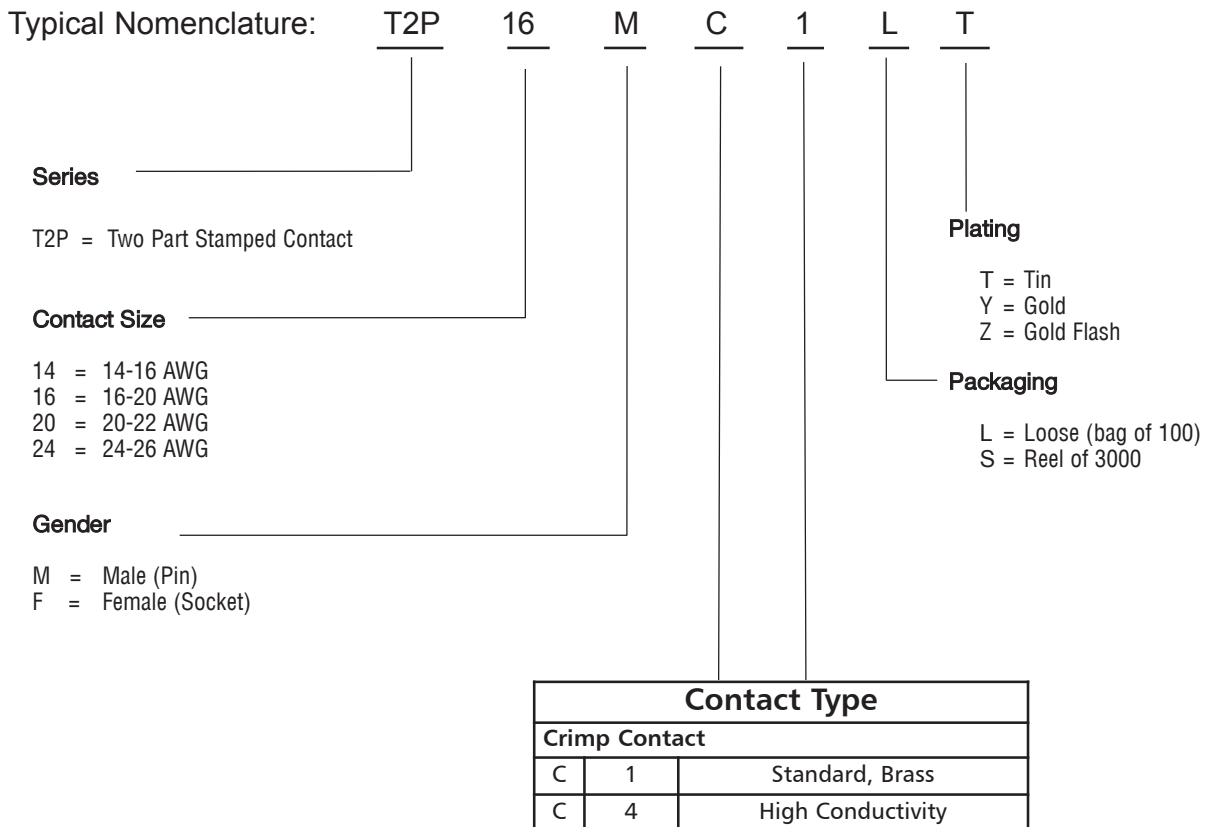 Typical Nomenclature: T2P 16 M C 1 L T
Series
T2P = Two Part Stamped Contact
Contact Size
14 = 14-16 AWG
16 = 16-20 AWG
20 = 20-22 AWG
24 = 24-26 AWG
Gender
M = Male (Pin)
F = Female (Socket)
Plating
T = Tin
Y = Gold
Z = Gold Flash
Packaging
L = Loose (bag of 100)
S = Reel of 3000
Contact Type
Crimp Contact
C 1 Standard, Brass
C 4 High Conductivity